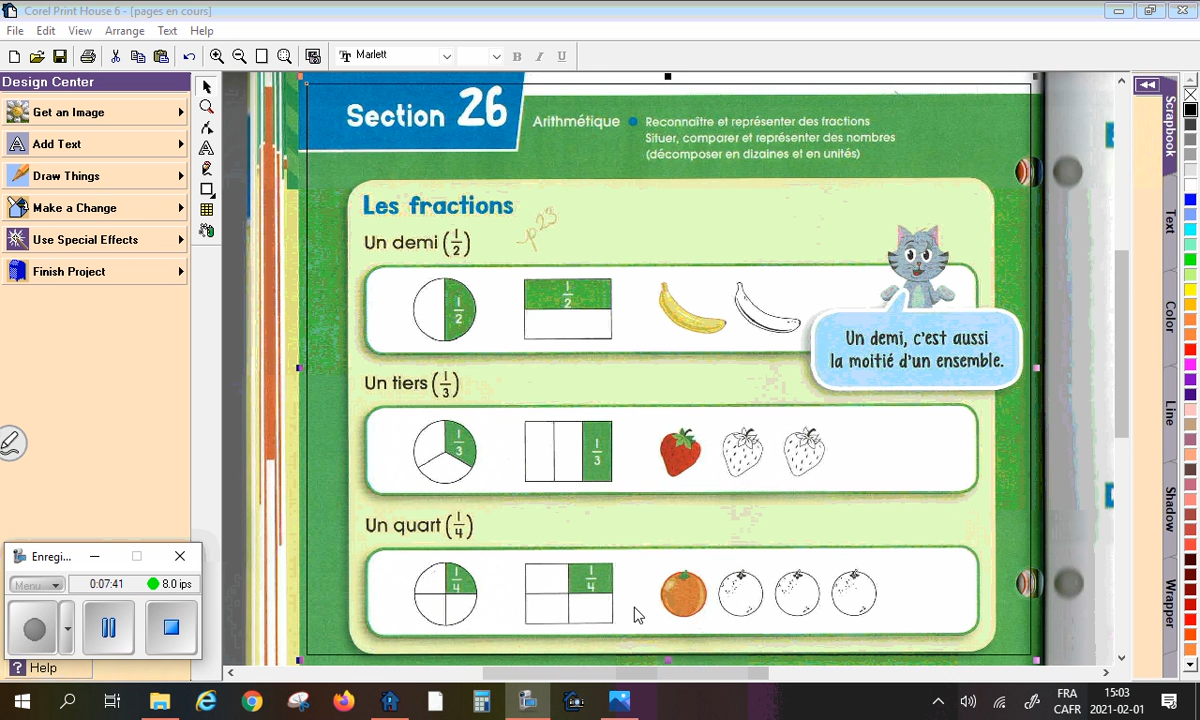 Corel Print House 6 - [pages en cours]
File Edit View Arrange Text Help
Marlett
B I U
Design Center
Get an Image
Add Text
Draw Things
Make a Change
Use Special Effects
Finish Project
Section 26
Arithmétique • Reconnaître et représenter des fractions
Situer, comparer et représenter des nombres
(décomposer en dizaines et en unités)
Les fractions
p23
Un demi (1/2)
1/2
1/2
Un demi, c'est aussi
la moitié d'un ensemble.
Un tiers (1/3)
1/3
1/3
Un quart (1/4)
1/4
1/4
Scrapbook
Text
Color
Line
Shadow
Wrapper
Enregi...
Menu
0:07:41
8.0 ips
? Help
FRA
CAFR
15:03
2021-02-01